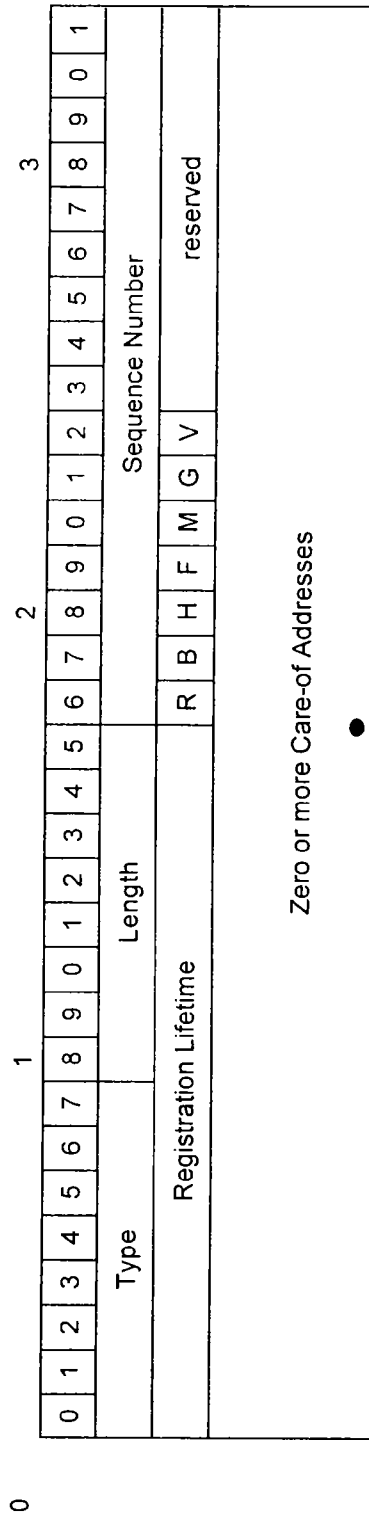 0 1 2 3
0 1 2 3 4 5 6 7 8 9 0 1 2 3 4 5 6 7 8 9 0 1 2 3 4 5 6 7 8 9 0 1
Type Length Sequence Number
Registration Lifetime R B H F M G V reserved
Zero or more Care-of Addresses